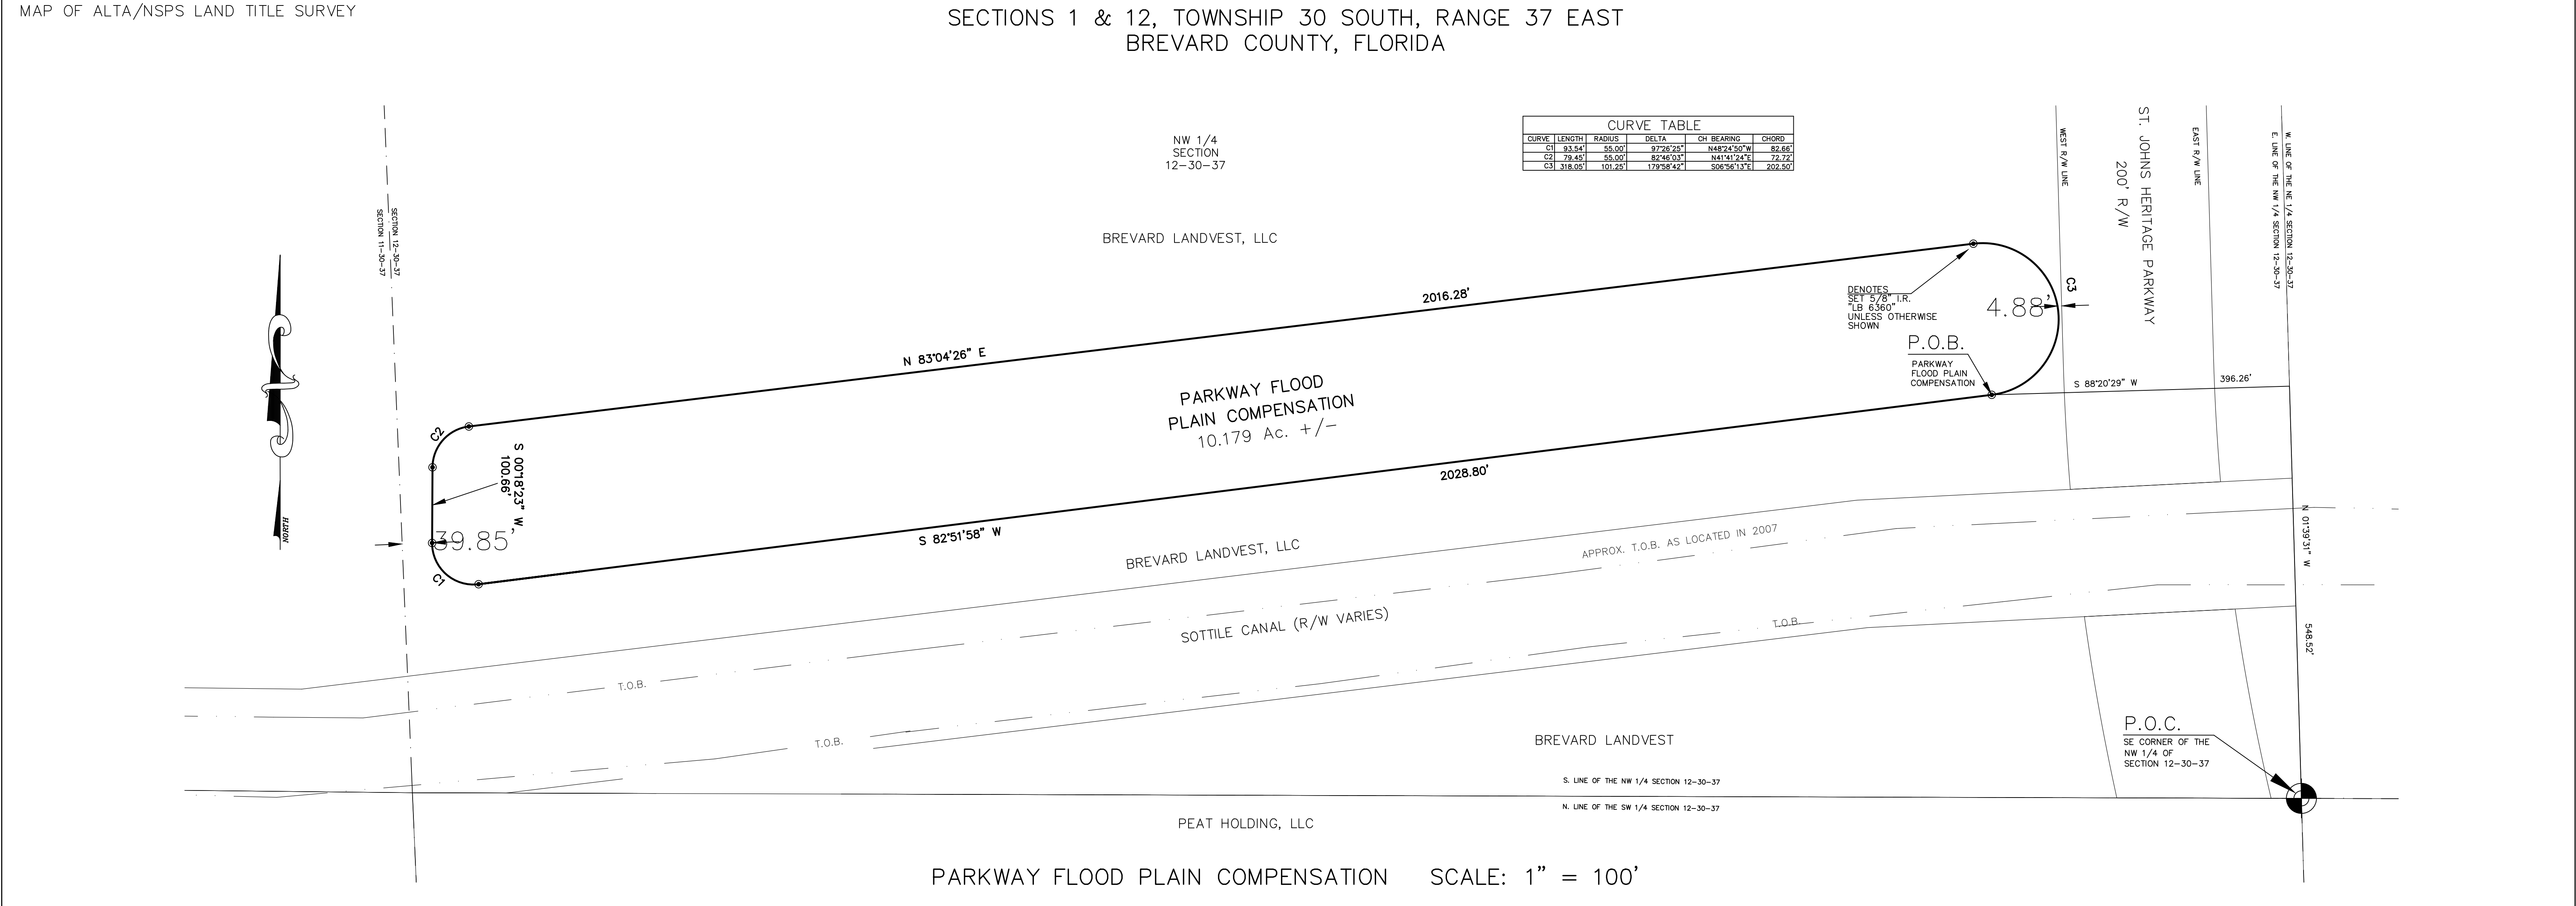 MAP OF ALTA/NSPS LAND TITLE SURVEY
SECTIONS 1 & 12, TOWNSHIP 30 SOUTH, RANGE 37 EAST
BREVARD COUNTY, FLORIDA
NW 1/4
SECTION
12-30-37
BREVARD LANDVEST, LLC
CURVE TABLE
CURVE LENGTH RADIUS DELTA CH BEARING CHORD
C1 93.54' 55.00' 97°26'25" N48°24'50"W 82.66'
C2 79.45' 55.00' 82°46'03" N41°41'24"E 72.72'
C3 318.05' 101.25' 179°58'42" S06°56'13"E 202.50'
WEST R/W LINE
ST. JOHNS HERITAGE PARKWAY
200' R/W
EAST R/W LINE
W. LINE OF THE NE 1/4 SECTION 12-30-37
E. LINE OF THE NW 1/4 SECTION 12-30-37
SECTION 12-30-37
SECTION 11-30-37
NORTH
2016.28'
N 83°04'26" E
DENOTES
SET 5/8" I.R.
"LB 6360"
UNLESS OTHERWISE
SHOWN
4.88'
C3
P.O.B.
PARKWAY
FLOOD PLAIN
COMPENSATION
S 88°20'29" W
396.26'
PARKWAY FLOOD
PLAIN COMPENSATION
10.179 Ac. +/-
C2
S 00°18'23" W
100.66'
39.85'
C1
2028.80'
S 82°51'58" W
BREVARD LANDVEST, LLC
APPROX. T.O.B. AS LOCATED IN 2007
SOTTILE CANAL (R/W VARIES)
T.O.B.
T.O.B.
T.O.B.
N 01°39'31" W
548.52'
P.O.C.
SE CORNER OF THE
NW 1/4 OF
SECTION 12-30-37
BREVARD LANDVEST
S. LINE OF THE NW 1/4 SECTION 12-30-37
N. LINE OF THE SW 1/4 SECTION 12-30-37
PEAT HOLDING, LLC
PARKWAY FLOOD PLAIN COMPENSATION SCALE: 1" = 100'